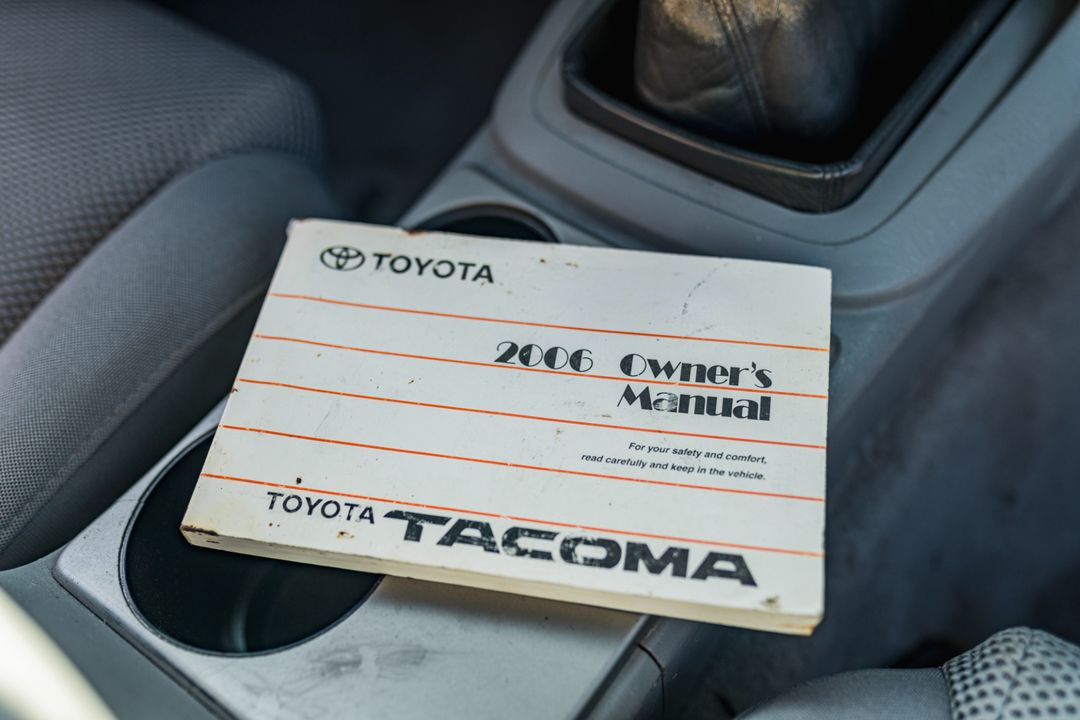 TOYOTA
2006 Owner's
Manual
For your safety and comfort,
read carefully and keep in the vehicle.
TOYOTA TACOMA